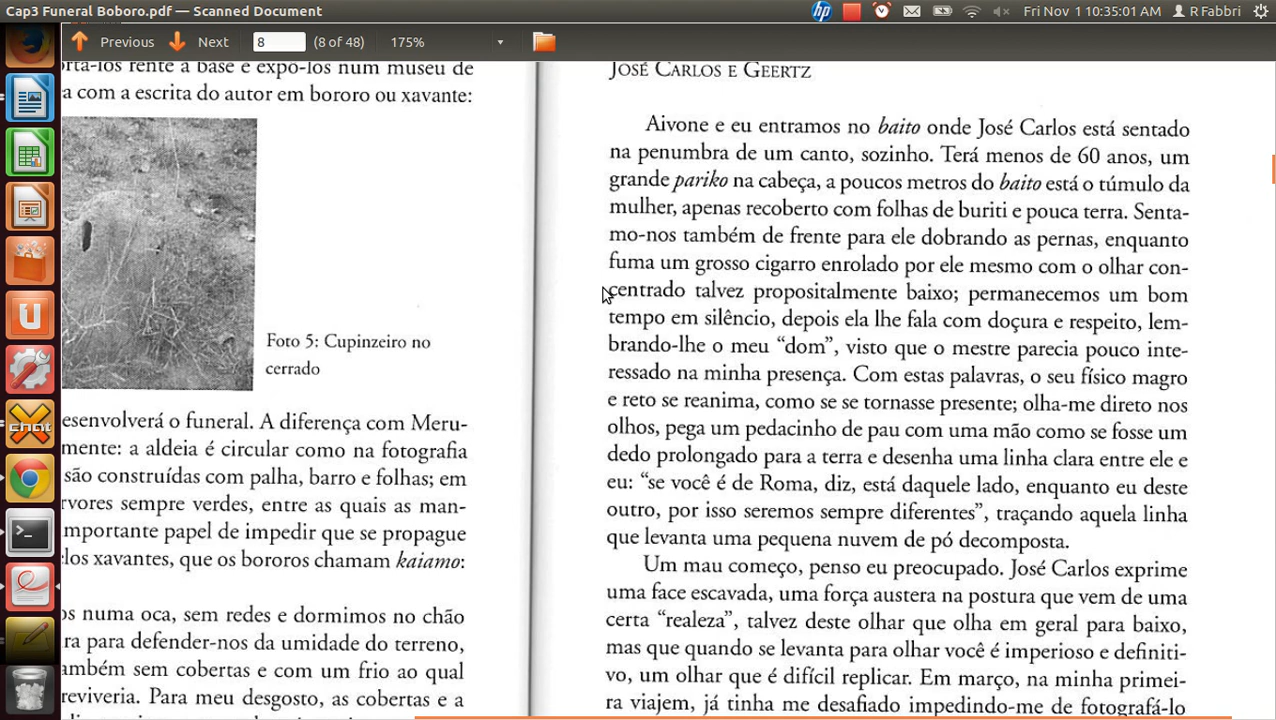 Cap3 Funeral Boboro.pdf — Scanned Document
Fri Nov 1 10:35:01 AM
R Fabbri
Previous
Next
8
(8 of 48)
175%
orta-los rente à base e expô-los num museu de
a com a escrita do autor em bororo ou xavante:
Foto 5: Cupinzeiro no
cerrado
esenvolverá o funeral. A diferença com Meru-
mente: a aldeia é circular como na fotografia
são construídas com palha, barro e folhas; em
rvores sempre verdes, entre as quais as man-
importante papel de impedir que se propague
los xavantes, que os bororos chamam kaiamo:
os numa oca, sem redes e dormimos no chão
ra para defender-nos da umidade do terreno,
ambém sem cobertas e com um frio ao qual
reviveria. Para meu desgosto, as cobertas e a
JOSÉ CARLOS E GEERTZ
Aivone e eu entramos no baito onde José Carlos está sentado
na penumbra de um canto, sozinho. Terá menos de 60 anos, um
grande pariko na cabeça, a poucos metros do baito está o túmulo da
mulher, apenas recoberto com folhas de buriti e pouca terra. Senta-
mo-nos também de frente para ele dobrando as pernas, enquanto
fuma um grosso cigarro enrolado por ele mesmo com o olhar con-
centrado talvez propositalmente baixo; permanecemos um bom
tempo em silêncio, depois ela lhe fala com doçura e respeito, lem-
brando-lhe o meu “dom”, visto que o mestre parecia pouco inte-
ressado na minha presença. Com estas palavras, o seu físico magro
e reto se reanima, como se se tornasse presente; olha-me direto nos
olhos, pega um pedacinho de pau com uma mão como se fosse um
dedo prolongado para a terra e desenha uma linha clara entre ele e
eu: “se você é de Roma, diz, está daquele lado, enquanto eu deste
outro, por isso seremos sempre diferentes”, traçando aquela linha
que levanta uma pequena nuvem de pó decomposta.
Um mau começo, penso eu preocupado. José Carlos exprime
uma face escavada, uma força austera na postura que vem de uma
certa “realeza”, talvez deste olhar que olha em geral para baixo,
mas que quando se levanta para olhar você é imperioso e definiti-
vo, um olhar que é difícil replicar. Em março, na minha primei-
ra viajem, já tinha me desafiado impedindo-me de fotografá-lo